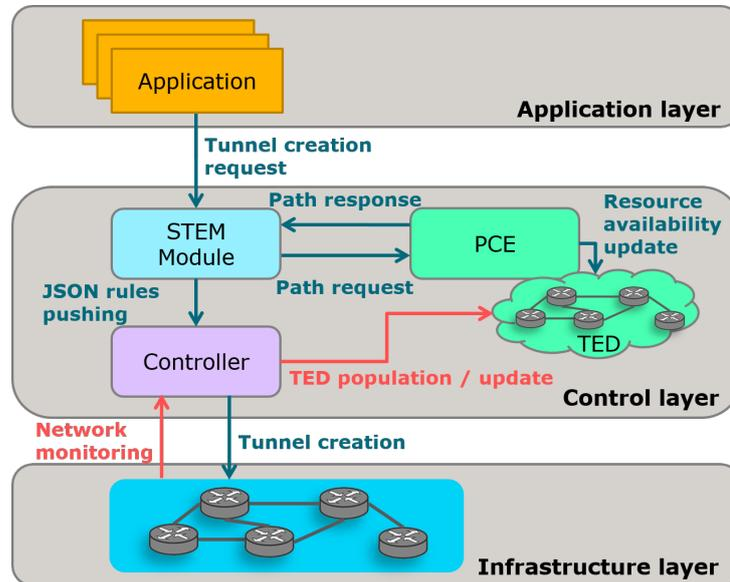 Application
Application layer
Tunnel creation
request
Path response
Resource
availability
update
STEM
Module
PCE
Path request
JSON rules
pushing
TED
Controller
TED population / update
Control layer
Network
monitoring
Tunnel creation
Infrastructure layer